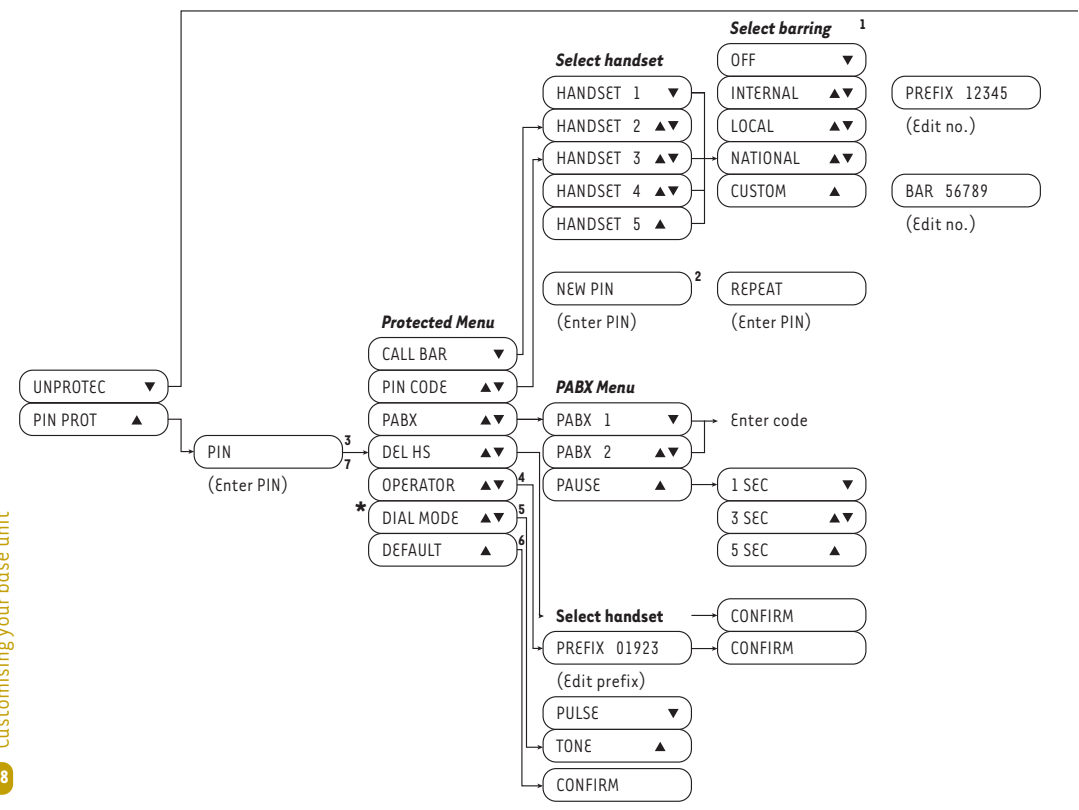 Select barring 1
OFF ▼
INTERNAL ▲▼
LOCAL ▲▼
NATIONAL ▲▼
CUSTOM ▲
PREFIX 12345
(Edit no.)
BAR 56789
(Edit no.)
Select handset
HANDSET 1 ▼
HANDSET 2 ▲▼
HANDSET 3 ▲▼
HANDSET 4 ▲▼
HANDSET 5 ▲
NEW PIN 2
(Enter PIN)
REPEAT
(Enter PIN)
Protected Menu
CALL BAR ▼
PIN CODE ▲▼
PABX ▲▼
DEL HS ▲▼
OPERATOR ▲▼ 4
* DIAL MODE ▲▼ 5
DEFAULT ▲ 6
UNPROTEC ▼
PIN PROT ▲
PIN 3 7
(Enter PIN)
PABX Menu
PABX 1 ▼
PABX 2 ▲▼
PAUSE ▲
Enter code
1 SEC ▼
3 SEC ▲▼
5 SEC ▲
Select handset
CONFIRM
PREFIX 01923
CONFIRM
(Edit prefix)
PULSE ▼
TONE ▲
CONFIRM
Customising your base unit
8